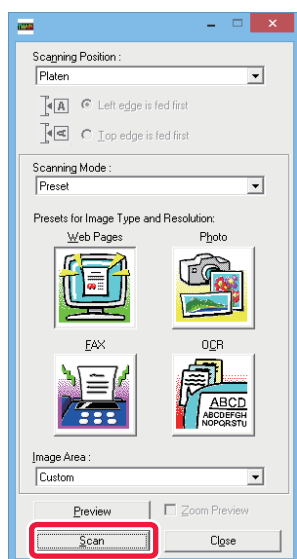 Scanning Position :
Platen
A Left edge is fed first
A Top edge is fed first
Scanning Mode :
Preset
Presets for Image Type and Resolution:
Web Pages Photo
FAX OCR
ABCD
ABCDEFGH
NOPQRSTU
Image Area :
Custom
Preview Zoom Preview
Scan Close